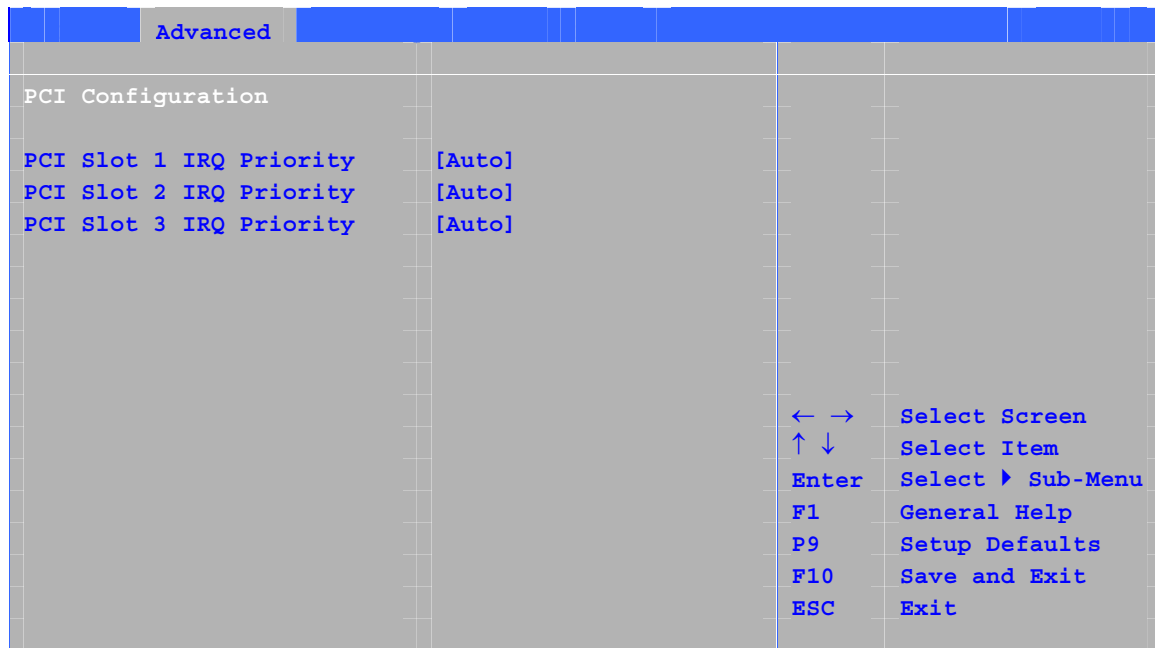 Advanced
PCI Configuration
PCI Slot 1 IRQ Priority [Auto]
PCI Slot 2 IRQ Priority [Auto]
PCI Slot 3 IRQ Priority [Auto]
← → Select Screen
↑ ↓ Select Item
Enter Select ▶ Sub-Menu
F1 General Help
P9 Setup Defaults
F10 Save and Exit
ESC Exit